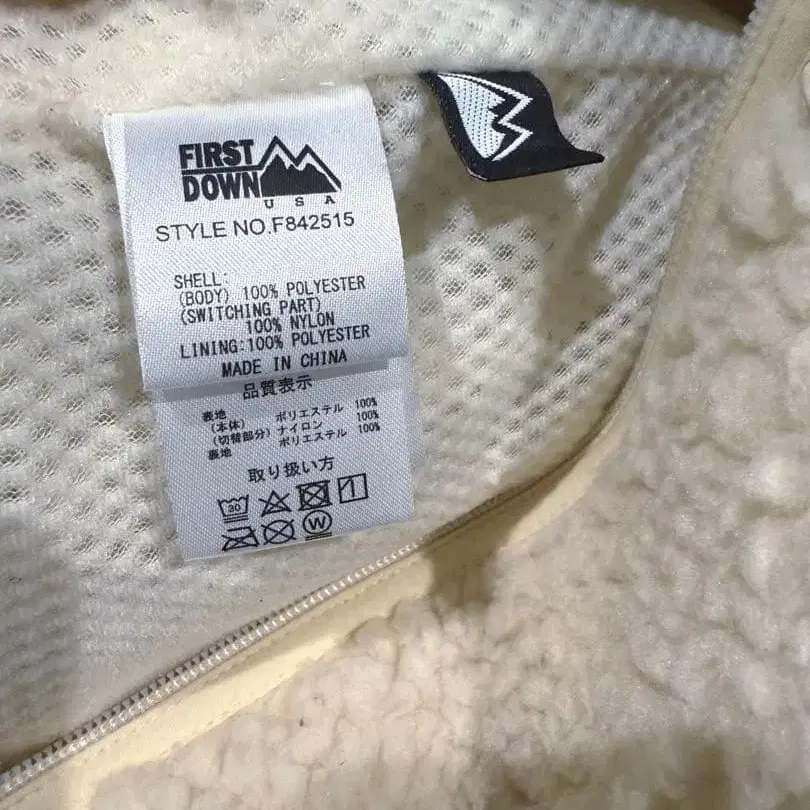 FIRST
DOWN
USA
STYLE NO.F842515
SHELL:
(BODY) 100% POLYESTER
(SWITCHING PART)
100% NYLON
LINING:100% POLYESTER
MADE IN CHINA
品質表示
表地 ポリエステル 100%
(本体) ナイロン 100%
(切替部分) ポリエステル 100%
裏地
取り扱い方
30
W